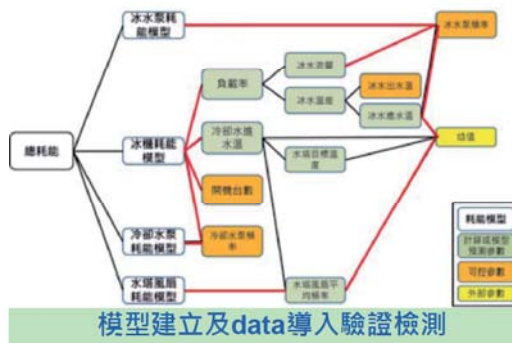 冰水泵耗
能模型
冰水泵頻率
負載率
冰水流量
冰水溫度
冰水出水溫
冰水總水溫
總耗能
冰機耗能
模型
冷卻水進
水溫
水塔目標溫
度
焓值
開機台數
冷卻水泵
耗能模型
冷卻水泵頻
率
水塔風扇
耗能模型
水塔風扇平
均頻率
耗能模型
計算或模型
預測參數
可控參數
外部參數
模型建立及data導入驗證檢測